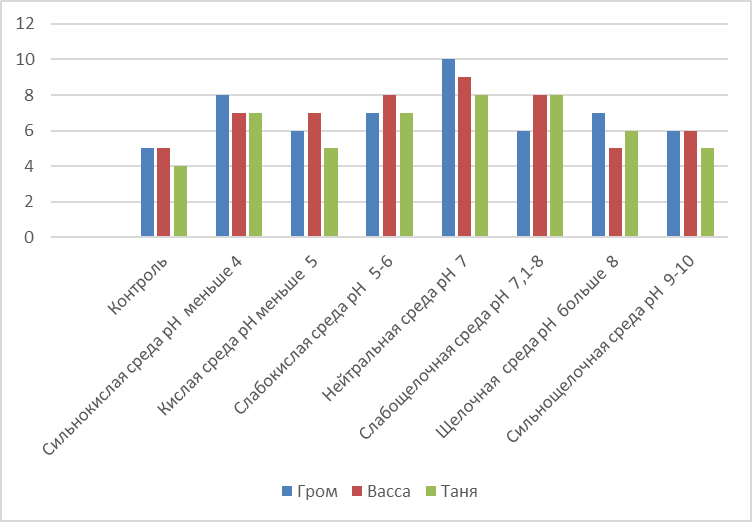 12
10
8
6
4
2
0
Контроль
Сильнокислая среда pH меньше 4
Кислая среда pH меньше 5
Слабокислая среда pH 5-6
Нейтральная среда pH 7
Слабощелочная среда pH 7,1-8
Щелочная среда pH больше 8
Сильнощелочная среда pH 9-10
Гром Васса Таня